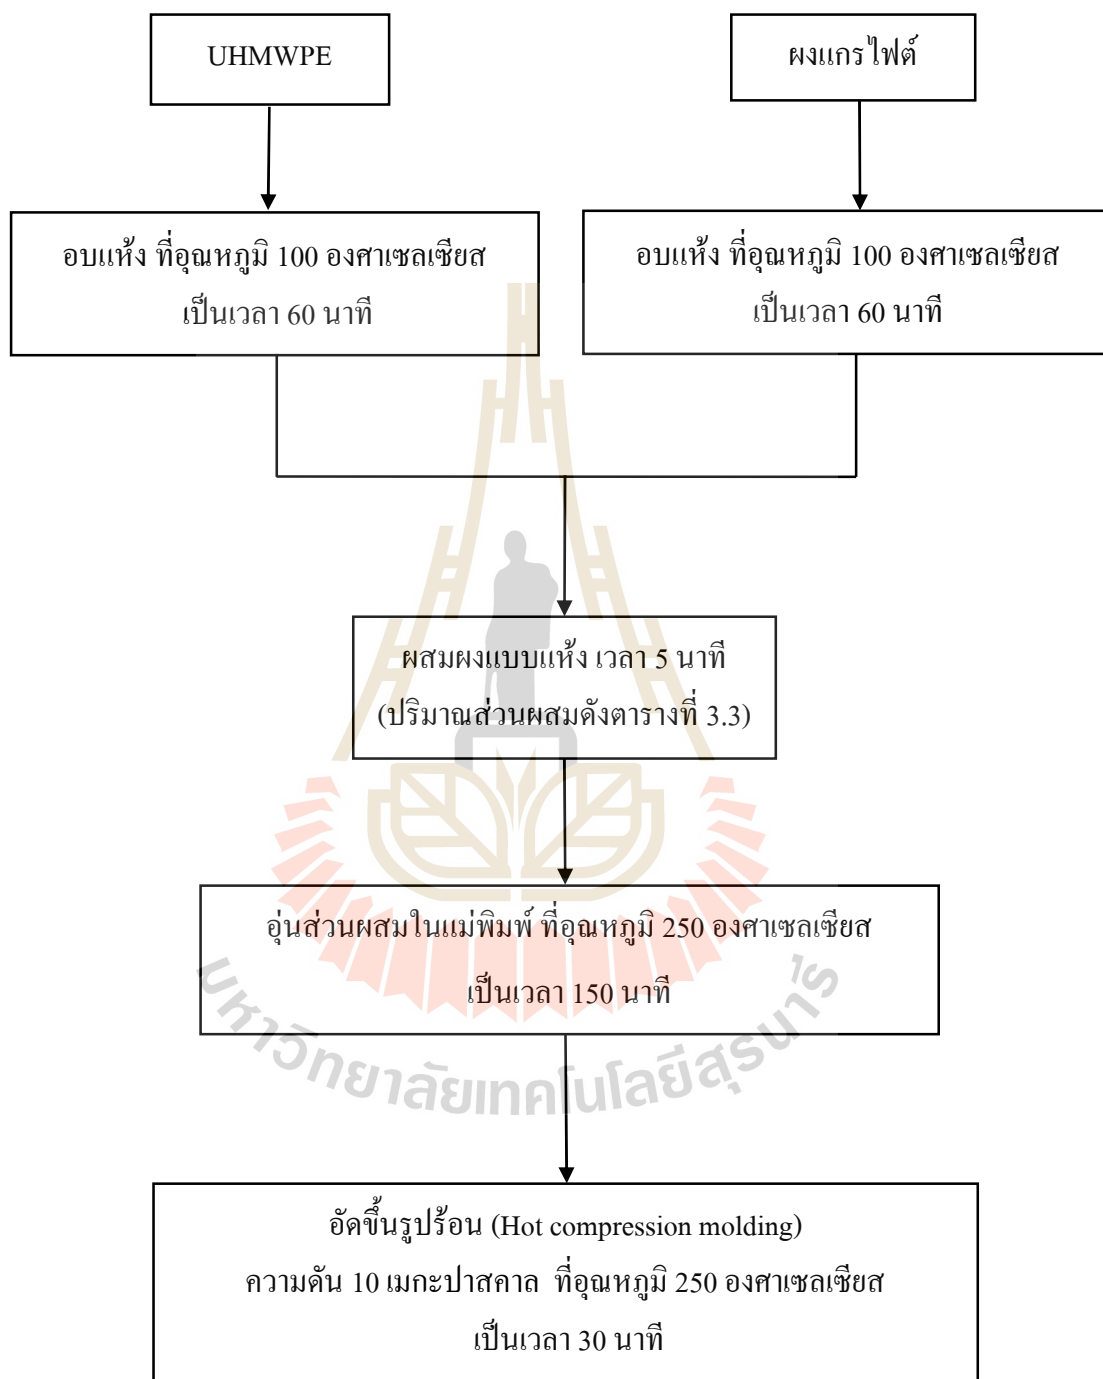 UHMWPE
ผงแกรไฟต์
อบแห้ง ที่อุณหภูมิ 100 องศาเซลเซียส
เป็นเวลา 60 นาที
อบแห้ง ที่อุณหภูมิ 100 องศาเซลเซียส
เป็นเวลา 60 นาที
ผสมผงแบบแห้ง เวลา 5 นาที
(ปริมาณส่วนผสมดังตารางที่ 3.3)
อุ่นส่วนผสมในแม่พิมพ์ ที่อุณหภูมิ 250 องศาเซลเซียส
เป็นเวลา 150 นาที
มหาวิทยาลัยเทคโนโลยีสุรนารี
อัดขึ้นรูปร้อน (Hot compression molding)
ความดัน 10 เมกะปาสคาล ที่อุณหภูมิ 250 องศาเซลเซียส
เป็นเวลา 30 นาที